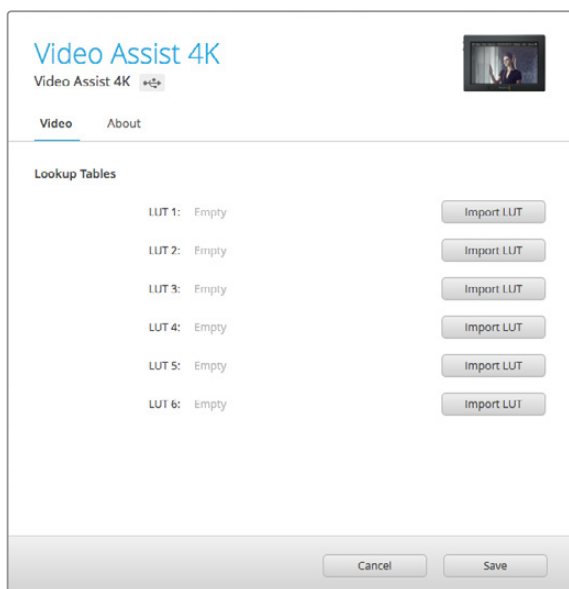 Video Assist 4K
Video Assist 4K
Video About
Lookup Tables
LUT 1: Empty Import LUT
LUT 2: Empty Import LUT
LUT 3: Empty Import LUT
LUT 4: Empty Import LUT
LUT 5: Empty Import LUT
LUT 6: Empty Import LUT
Cancel Save